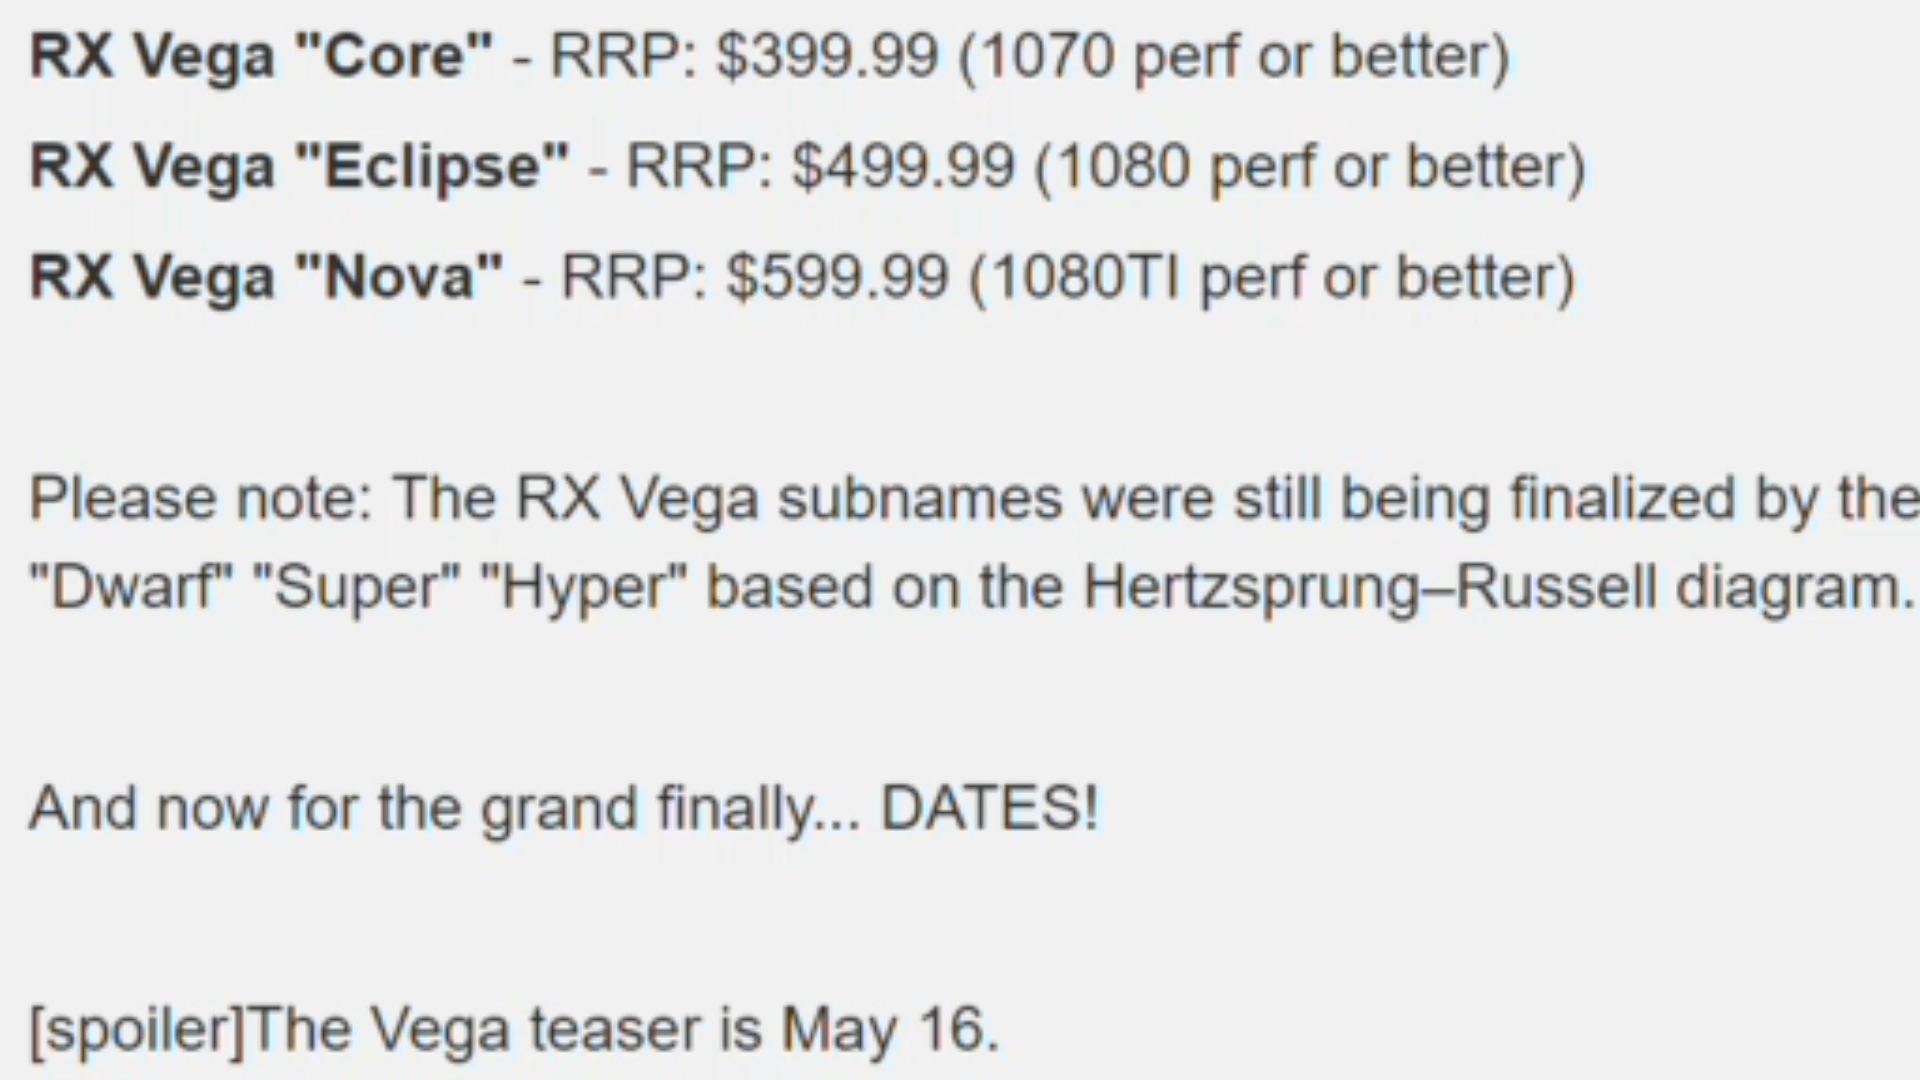 RX Vega "Core" - RRP: $399.99 (1070 perf or better)
RX Vega "Eclipse" - RRP: $499.99 (1080 perf or better)
RX Vega "Nova" - RRP: $599.99 (1080TI perf or better)
Please note: The RX Vega subnames were still being finalized by the
"Dwarf" "Super" "Hyper" based on the Hertzsprung–Russell diagram.
And now for the grand finally... DATES!
[spoiler]The Vega teaser is May 16.